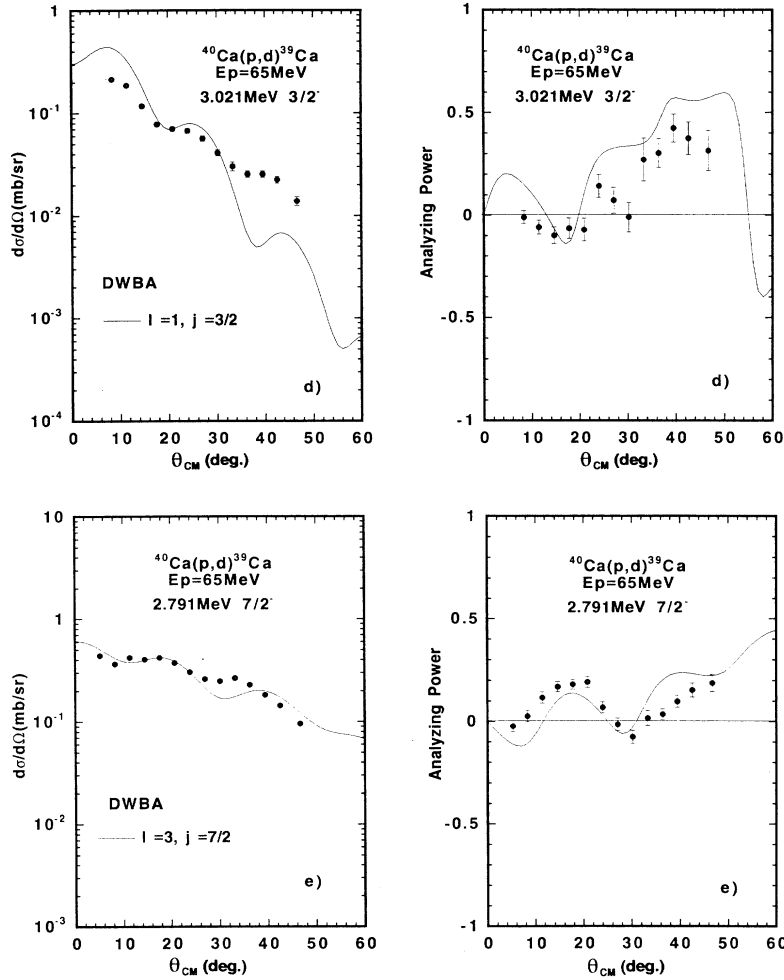 10⁰
10⁻¹
10⁻²
10⁻³
10⁻⁴
dσ/dΩ(mb/sr)
⁴⁰Ca(p,d)³⁹Ca
Ep=65MeV
3.021MeV 3/2⁻
DWBA
l =1, j =3/2
d)
0 10 20 30 40 50 60
θCM (deg.)
1
0.5
0
-0.5
-1
Analyzing Power
⁴⁰Ca(p,d)³⁹Ca
Ep=65MeV
3.021MeV 3/2⁻
d)
0 10 20 30 40 50 60
θCM (deg.)
10
1
10⁻¹
10⁻²
10⁻³
dσ/dΩ(mb/sr)
⁴⁰Ca(p,d)³⁹Ca
Ep=65MeV
2.791MeV 7/2⁻
DWBA
l =3, j =7/2
e)
0 10 20 30 40 50 60
θCM (deg.)
1
0.5
0
-0.5
-1
Analyzing Power
⁴⁰Ca(p,d)³⁹Ca
Ep=65MeV
2.791MeV 7/2⁻
e)
0 10 20 30 40 50 60
θCM (deg.)